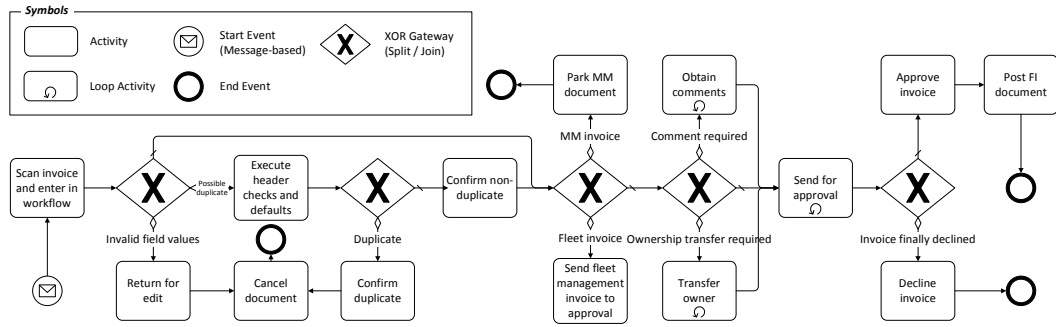 Symbols
Activity
Start Event
(Message-based)
XOR Gateway
(Split / Join)
Loop Activity
End Event
Park MM
document
Obtain
comments
Approve
invoice
Post FI
document
MM invoice
Comment required
Scan invoice
and enter in
workflow
Possible
duplicate
Execute
header
checks and
defaults
Confirm non-
duplicate
Send for
approval
Invalid field values
Duplicate
Fleet invoice
Ownership transfer required
Invoice finally declined
Return for
edit
Cancel
document
Confirm
duplicate
Send fleet
management
invoice to
approval
Transfer
owner
Decline
invoice